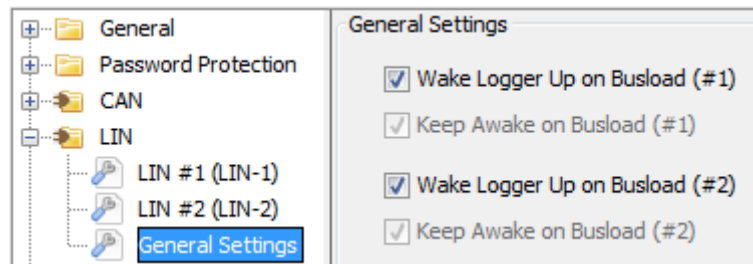 General
Password Protection
CAN
LIN
LIN #1 (LIN-1)
LIN #2 (LIN-2)
General Settings
General Settings
Wake Logger Up on Busload (#1)
Keep Awake on Busload (#1)
Wake Logger Up on Busload (#2)
Keep Awake on Busload (#2)